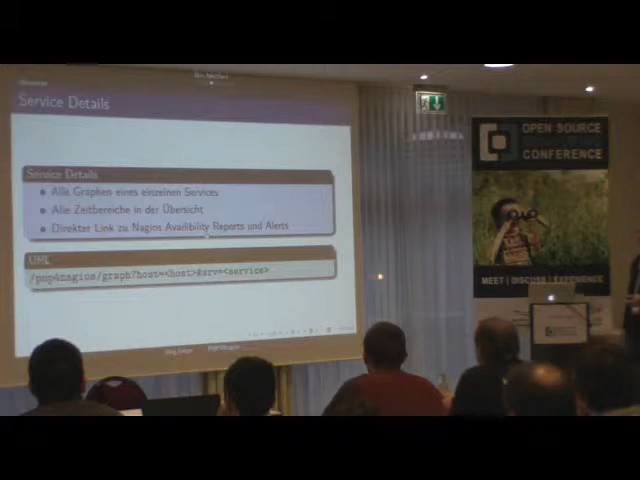 Service Details
Service Details
Alle Graphen eines einzelnen Services
Alle Zeitbereiche in der Übersicht
Direkter Link zu Nagios Availibility Reports und Alerts
URL
/pnp4nagios/graph?host=<host>&srv=<service>
OPEN SOURCE
CONFERENCE
MEET | DISCUSS | EXPERIENCE